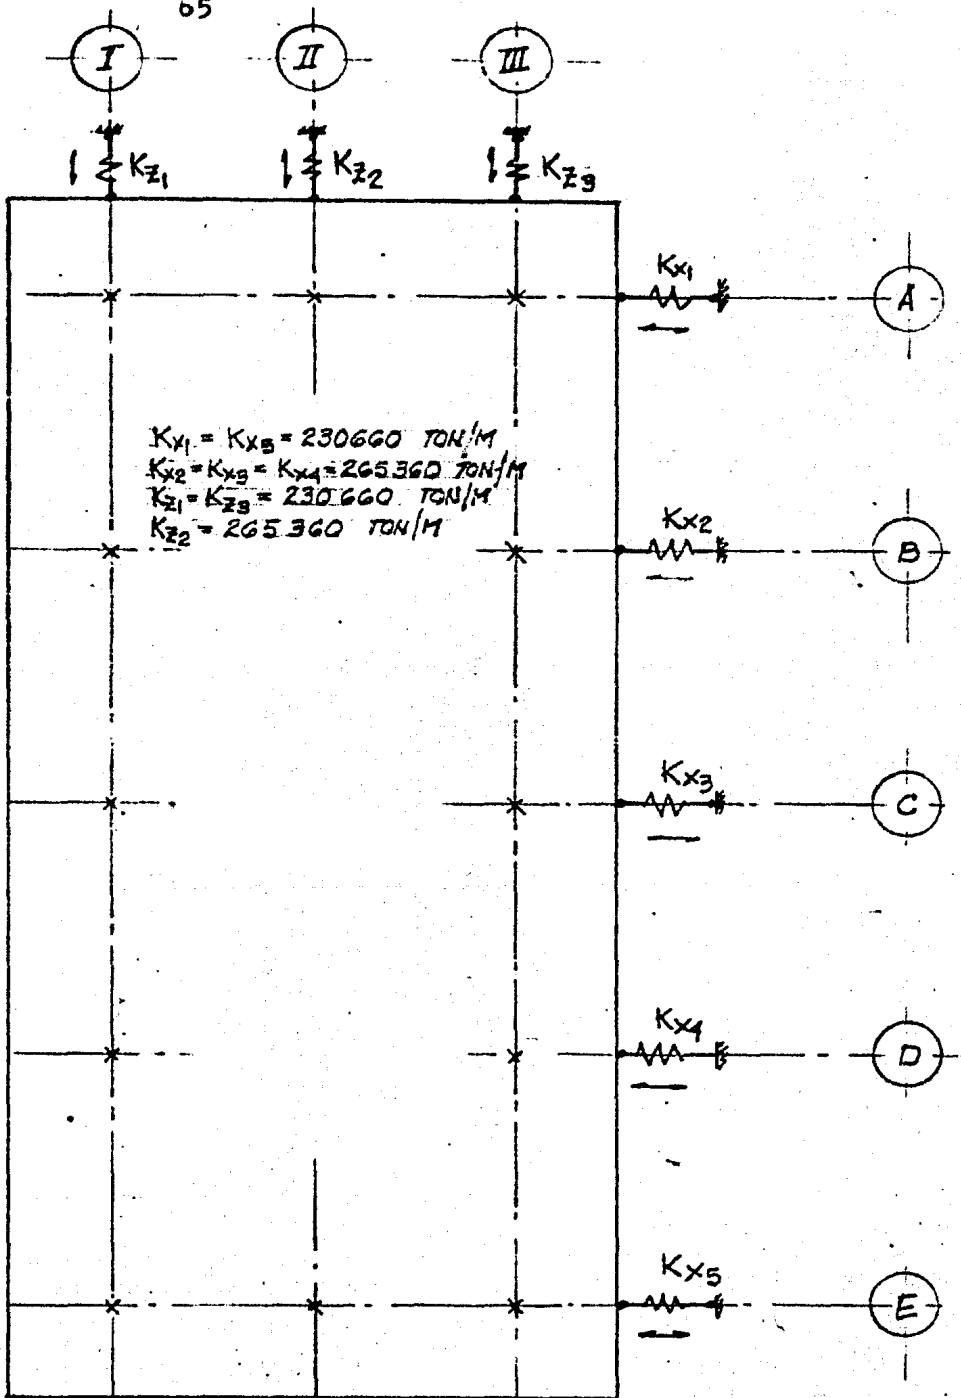 65
I II III
Kz1 Kz2 Kz3
Kx1
A
Kx1 = Kx5 = 230660 TON/M
Kx2 = Kx3 = Kx4 = 265360 TON/M
Kz1 = Kz3 = 230660 TON/M
Kz2 = 265360 TON/M
Kx2
B
Kx3
C
Kx4
D
Kx5
E